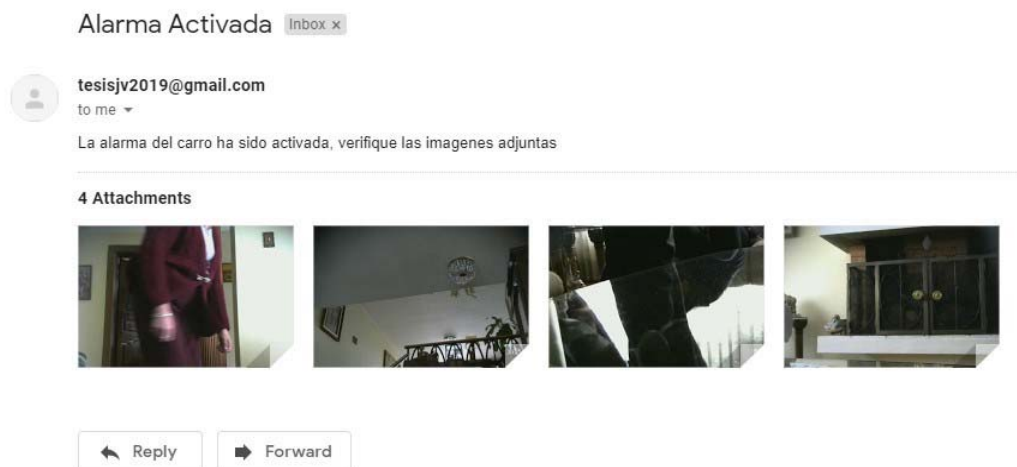 Alarma Activada Inbox x
tesisjv2019@gmail.com
to me
La alarma del carro ha sido activada, verifique las imagenes adjuntas
4 Attachments
Reply Forward